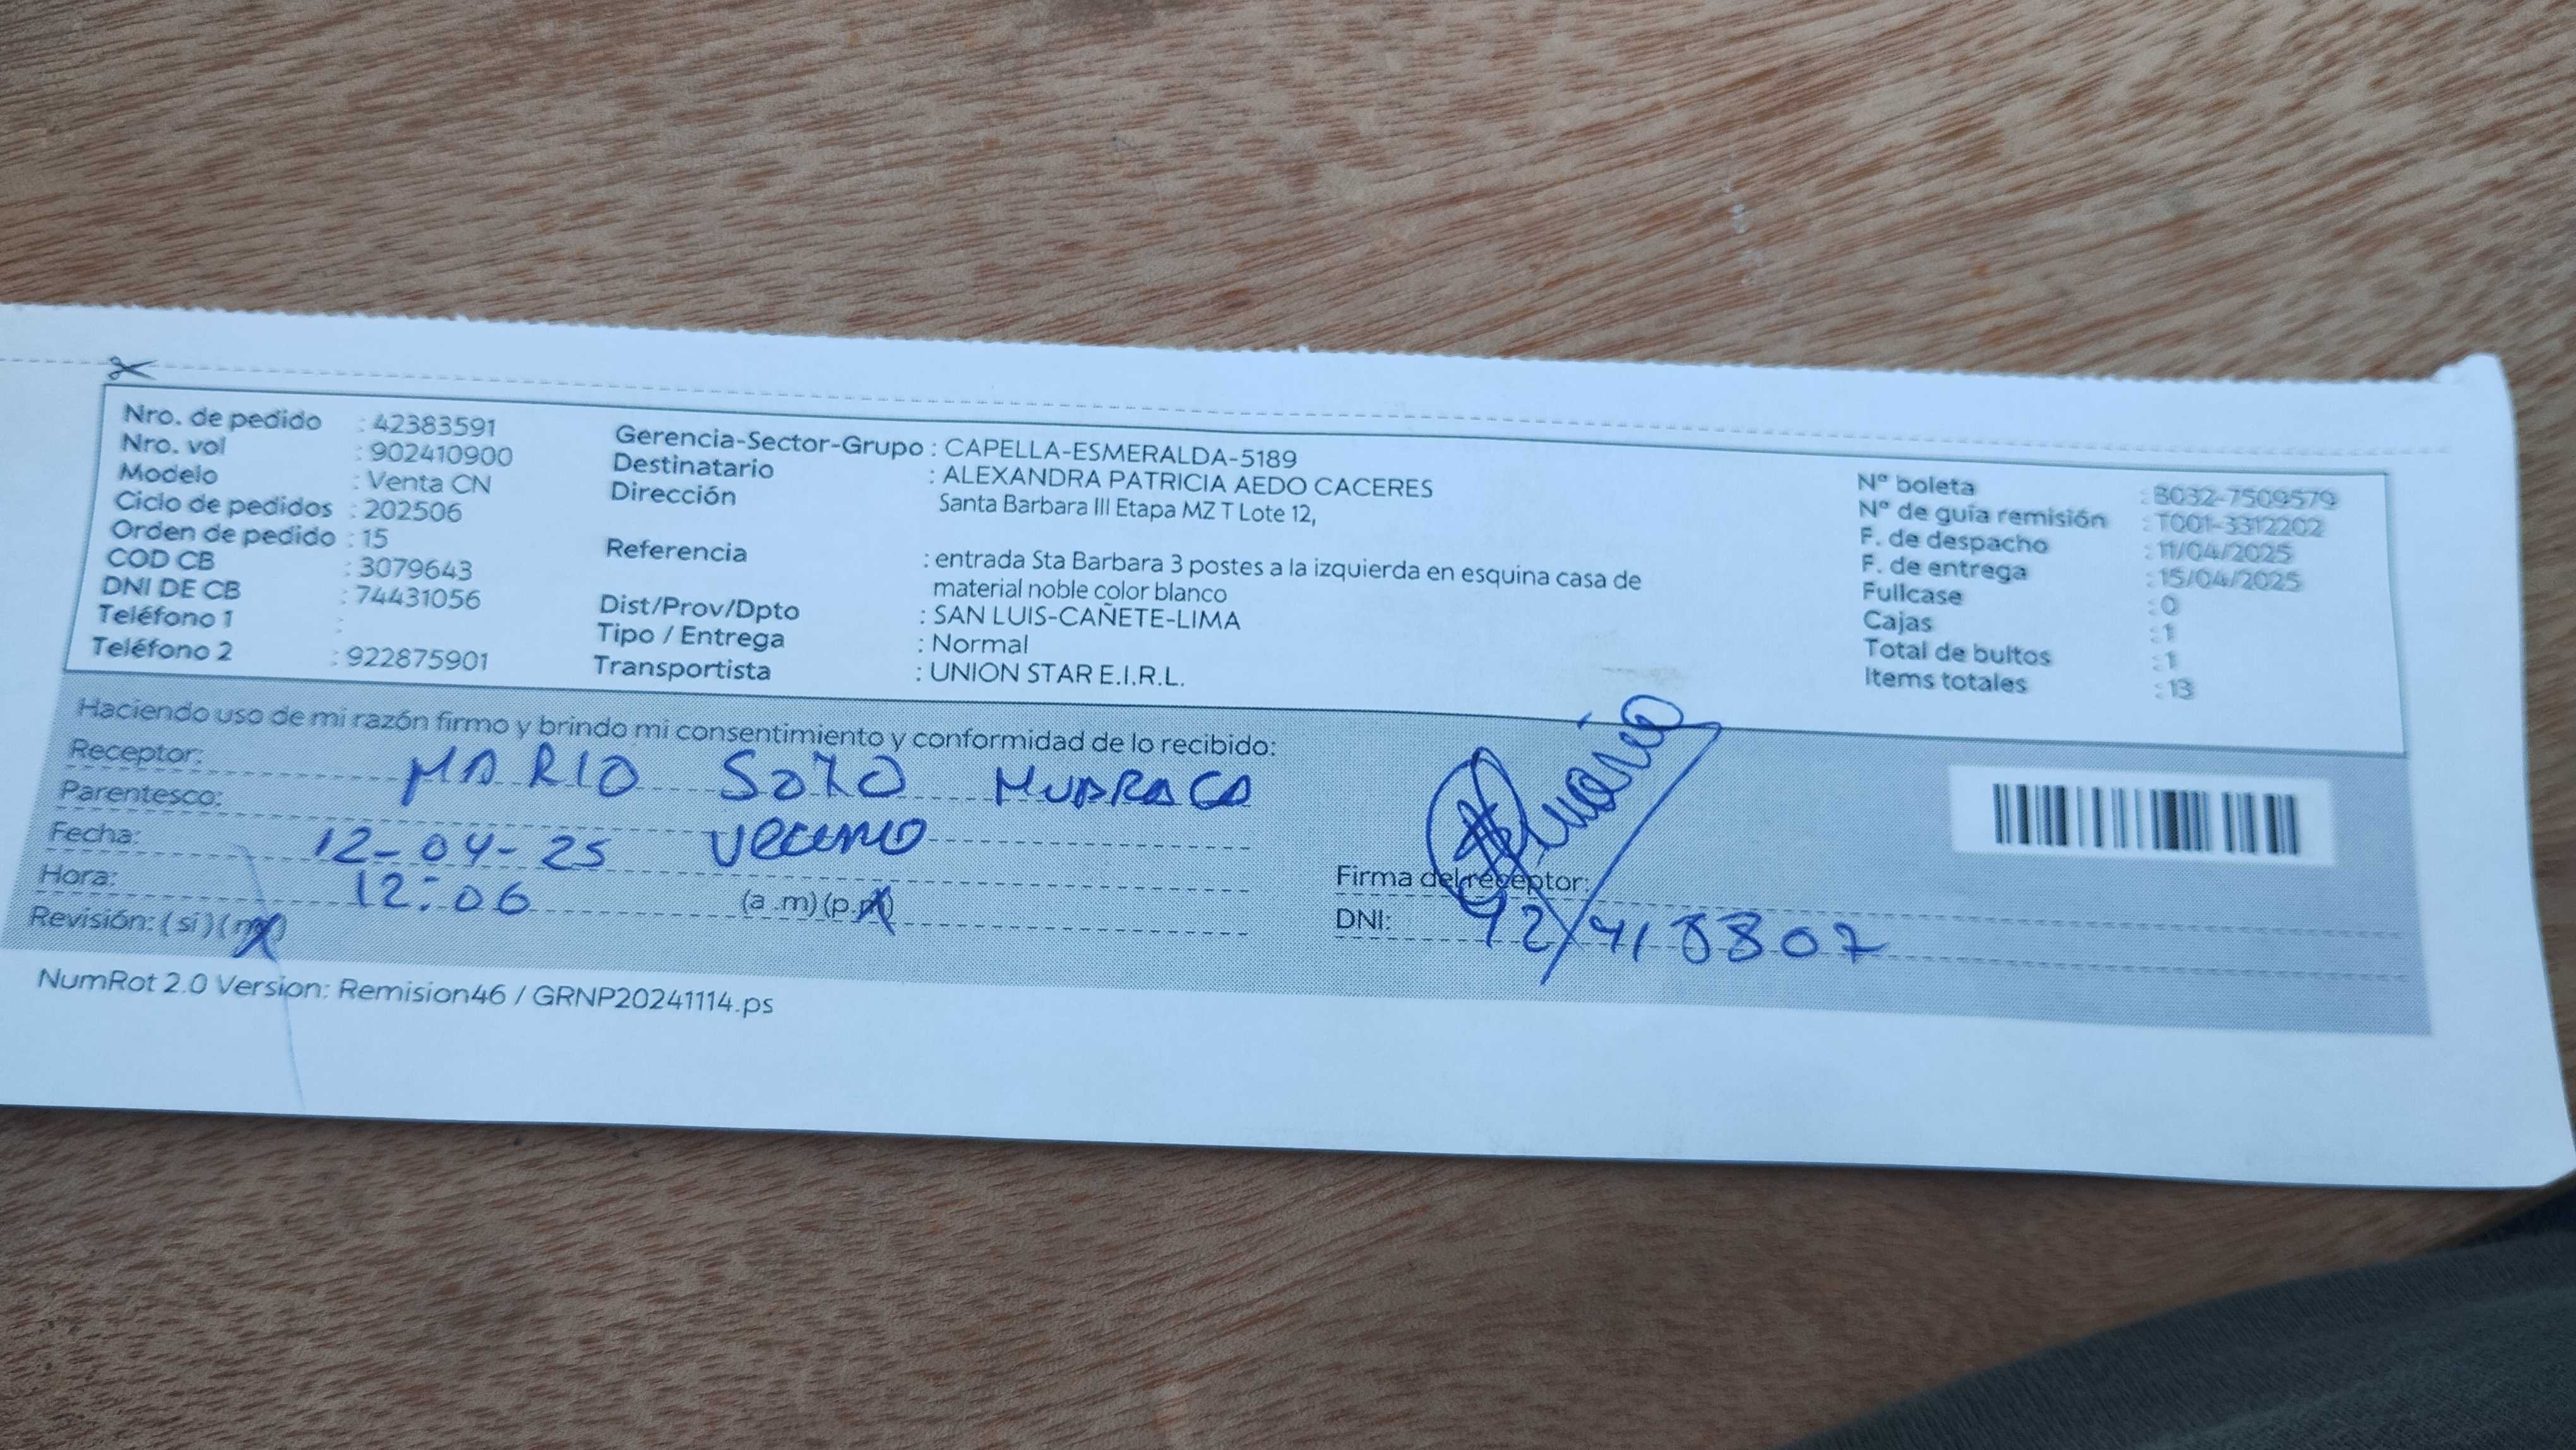 Nro. de pedido : 42383591
Nro. vol : 902410900
Modelo : Venta CN
Ciclo de pedidos : 202506
Orden de pedido : 15
COD CB : 3079643
DNI DE CB : 74431056
Teléfono 1 :
Teléfono 2 : 922875901
Gerencia-Sector-Grupo : CAPELLA-ESMERALDA-5189
Destinatario : ALEXANDRA PATRICIA AEDO CACERES
Dirección Santa Barbara III Etapa MZ T Lote 12,
Referencia : entrada Sta Barbara 3 postes a la izquierda en esquina casa de
material noble color blanco
Dist/Prov/Dpto : SAN LUIS-CAÑETE-LIMA
Tipo / Entrega : Normal
Transportista : UNION STAR E.I.R.L.
N° boleta : B032-7509579
N° de guía remisión : T001-3312202
F. de despacho : 11/04/2025
F. de entrega : 15/04/2025
Fullcase : 0
Cajas : 1
Total de bultos : 1
Items totales : 13
Haciendo uso de mi razón firmo y brindo mi consentimiento y conformidad de lo recibido:
Receptor: MARIO SOTO
Parentesco: vecino
Fecha: 12-04-25
Hora: 12:06 (a.m) (p.m)
Revisión: (si) (no)
Firma del receptor:
DNI:
NumRot 2.0 Version: Remision46 / GRNP20241114.ps